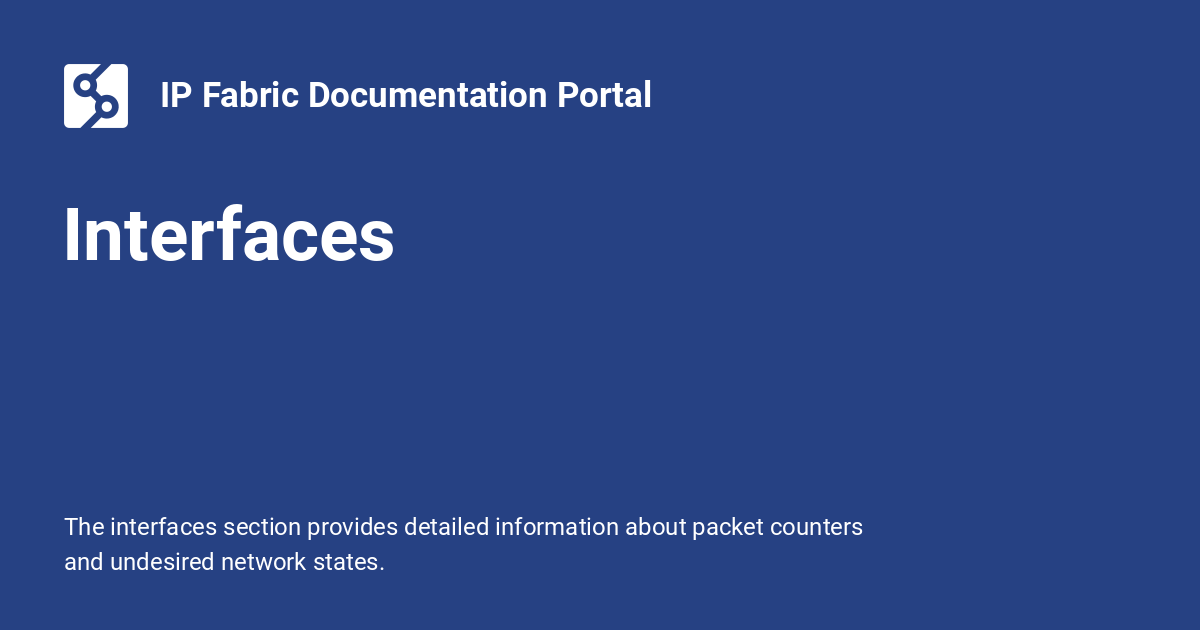 IP Fabric Documentation Portal
Interfaces
The interfaces section provides detailed information about packet counters
and undesired network states.